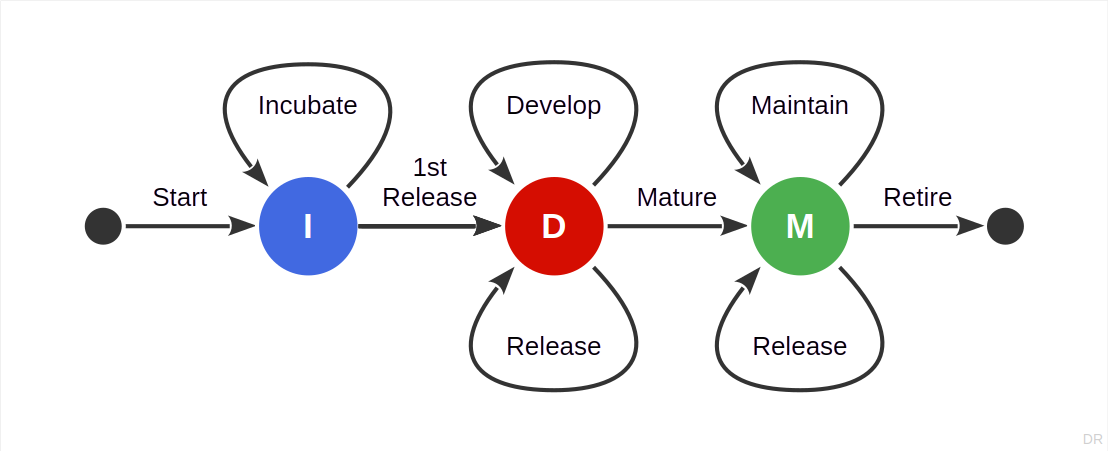 Incubate
Develop
Maintain
Start
1st
Release
Mature
Retire
I
D
M
Release
Release
DR